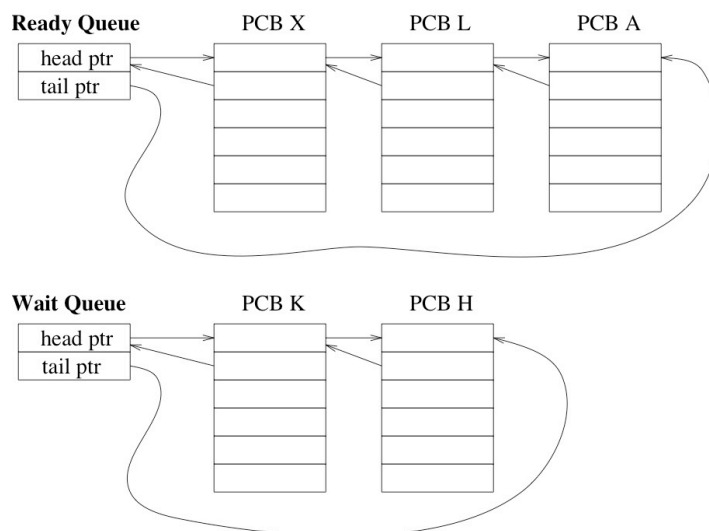 Ready Queue
PCB X
PCB L
PCB A
head ptr
tail ptr
Wait Queue
PCB K
PCB H
head ptr
tail ptr